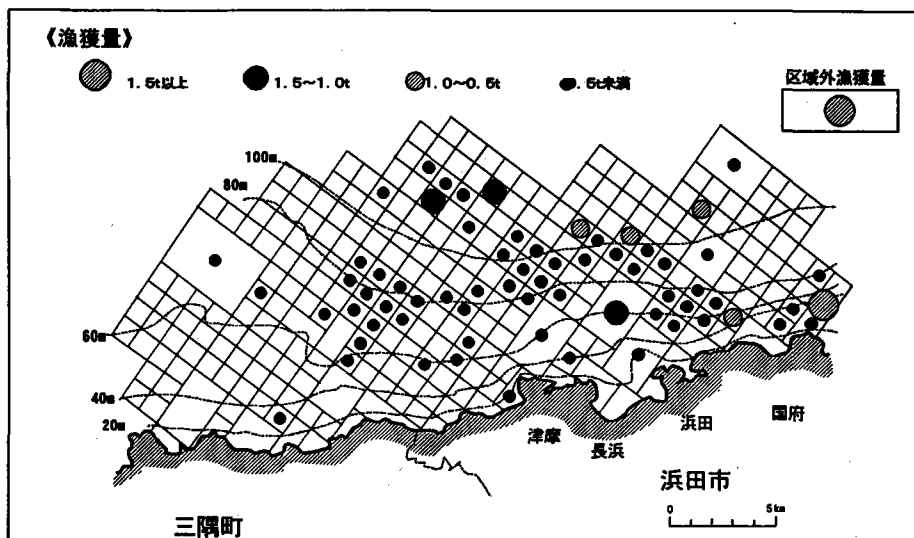 《漁獲量》
1.5t以上
1.5～1.0t
1.0～0.5t
.5t未満
区域外漁獲量
100m
80m
60m
40m
20m
津摩
長浜
浜田
国府
浜田市
三隅町
0
5km